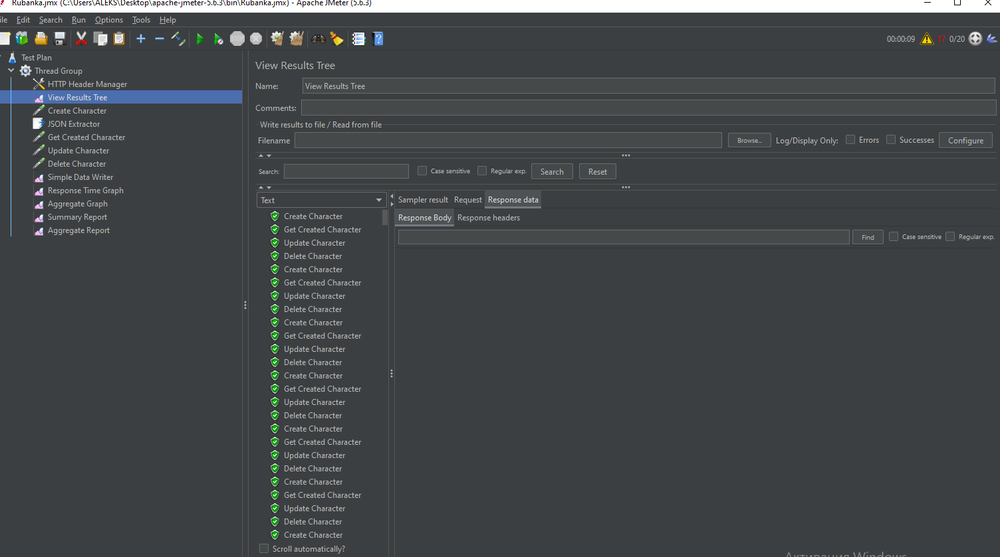 Rubanka.jmx (C:\Users\ALEKS\Desktop\apache-jmeter-5.6.3\bin\Rubanka.jmx) - Apache JMeter (5.6.3)
ile Edit Search Run Options Tools Help
STOP
00:00:09 17 0/20
Test Plan
Thread Group
HTTP Header Manager
View Results Tree
Create Character
JSON Extractor
Get Created Character
Update Character
Delete Character
Simple Data Writer
Response Time Graph
Aggregate Graph
Summary Report
Aggregate Report
View Results Tree
Name: View Results Tree
Comments:
Write results to file / Read from file
Filename Browse... Log/Display Only: Errors Successes Configure
Search: Case sensitive Regular exp. Search Reset
Text
Create Character
Get Created Character
Update Character
Delete Character
Create Character
Get Created Character
Update Character
Delete Character
Create Character
Get Created Character
Update Character
Delete Character
Create Character
Get Created Character
Update Character
Delete Character
Create Character
Get Created Character
Update Character
Delete Character
Create Character
Get Created Character
Update Character
Delete Character
Create Character
Scroll automatically?
Sampler result Request Response data
Response Body Response headers
Find Case sensitive Regular exp.
Активация Windows